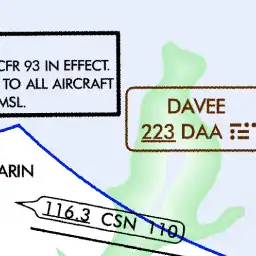 CFR 93 IN EFFECT.
TO ALL AIRCRAFT
MSL.
DAVEE
223 DAA
ARIN
116.3 CSN 110